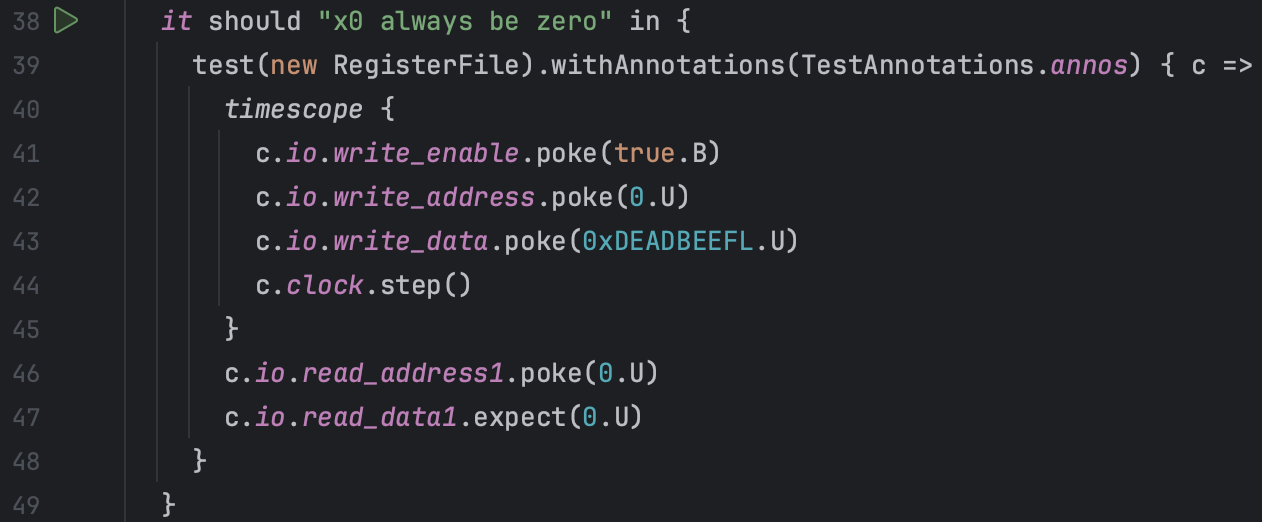 38 it should "x0 always be zero" in {
39 test(new RegisterFile).withAnnotations(TestAnnotations.annos) { c =>
40 timescope {
41 c.io.write_enable.poke(true.B)
42 c.io.write_address.poke(0.U)
43 c.io.write_data.poke(0xDEADBEEFL.U)
44 c.clock.step()
45 }
46 c.io.read_address1.poke(0.U)
47 c.io.read_data1.expect(0.U)
48 }
49 }